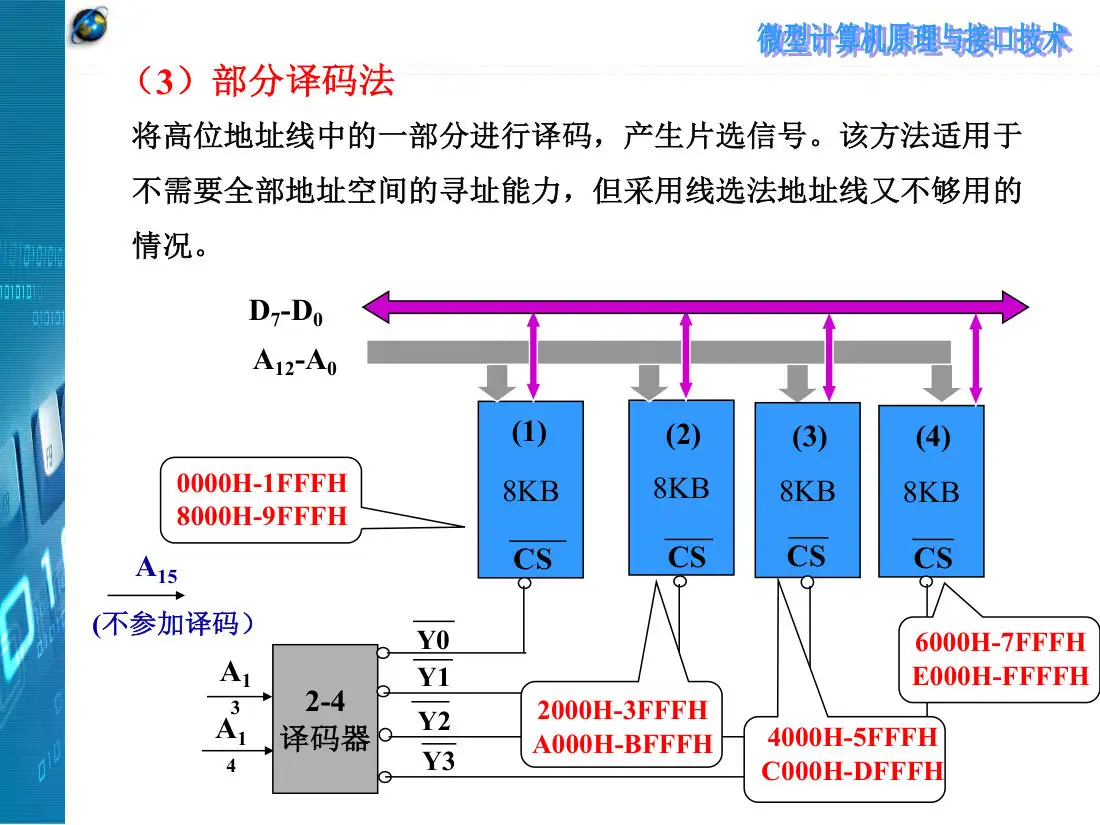 微型计算机原理与接口技术
（3）部分译码法
将高位地址线中的一部分进行译码，产生片选信号。该方法适用于
不需要全部地址空间的寻址能力，但采用线选法地址线又不够用的
情况。
D7-D0
A12-A0
(1)
(2)
(3)
(4)
8KB
8KB
8KB
8KB
CS
CS
CS
CS
0000H-1FFFH
8000H-9FFFH
A15
(不参加译码）
A13
A14
2-4
译码器
Y0
Y1
Y2
Y3
2000H-3FFFH
A000H-BFFFH
4000H-5FFFH
C000H-DFFFH
6000H-7FFFH
E000H-FFFFH